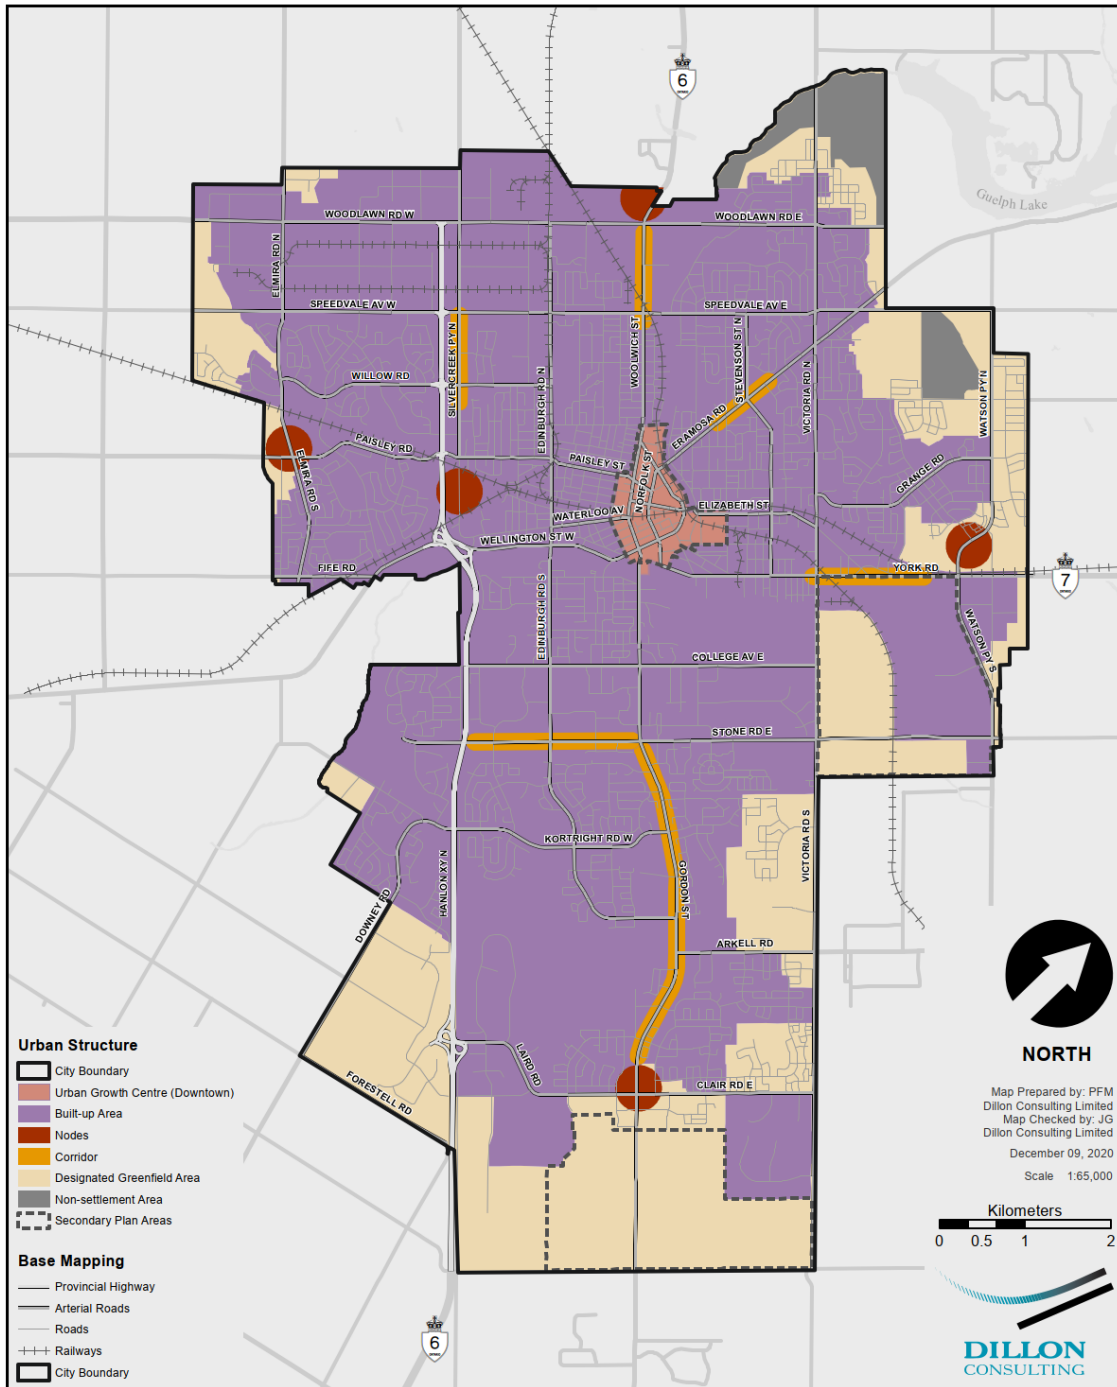 6
ONTARIO
Guelph Lake
WOODLAWN RD W
WOODLAWN RD E
ELMIRA RD N
SPEEDVALE AV W
SPEEDVALE AV E
SILVERCREEK PY N
WILLOW RD
EDINBURGH RD N
WOOLWICH ST
STEVENSON ST N
VICTORIA RD N
WATSON PY N
ERAMOSA RD
PAISLEY RD
ELMIRA RD S
PAISLEY ST
NORFOLK ST
GRANGE RD
ELIZABETH ST
WATERLOO AV
WELLINGTON ST W
FIFE RD
YORK RD
7
ONTARIO
EDINBURGH RD S
WATSON PY S
COLLEGE AV E
STONE RD E
KORTRIGHT RD W
VICTORIA RD S
GORDON ST
HANLON XY N
DOWNEY RD
ARKELL RD
LAIRD RD
CLAIR RD E
FORESTELL RD
6
ONTARIO
Urban Structure
City Boundary
Urban Growth Centre (Downtown)
Built-up Area
Nodes
Corridor
Designated Greenfield Area
Non-settlement Area
Secondary Plan Areas
Base Mapping
Provincial Highway
Arterial Roads
Roads
Railways
City Boundary
NORTH
Map Prepared by: PFM
Dillon Consulting Limited
Map Checked by: JG
Dillon Consulting Limited
December 09, 2020
Scale 1:65,000
Kilometers
0 0.5 1 2
DILLON
CONSULTING